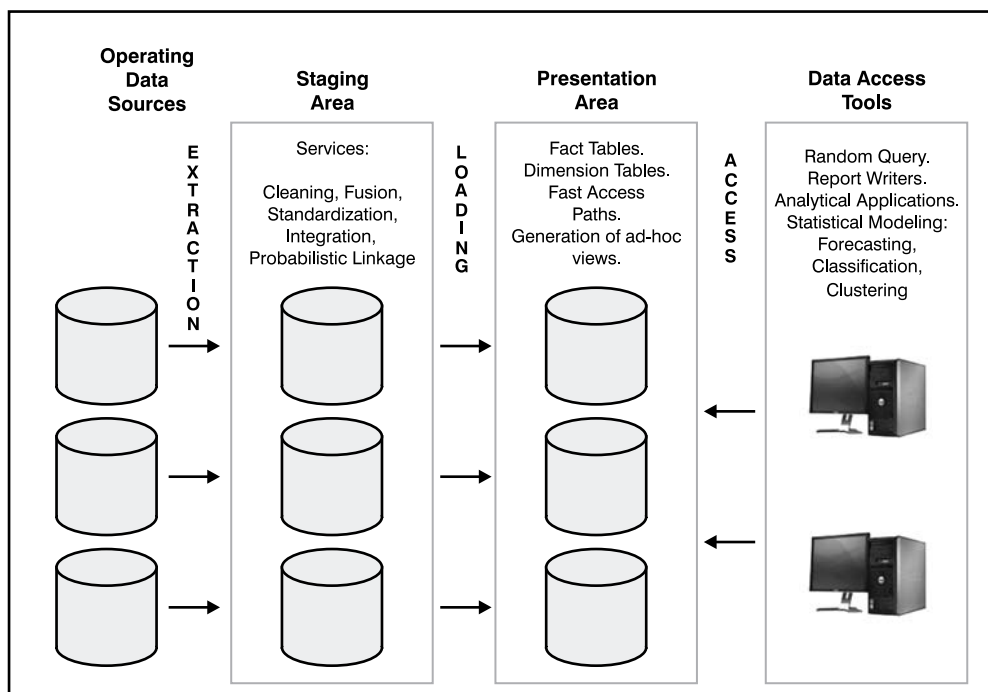 Operating
Data
Sources
Staging
Area
Presentation
Area
Data Access
Tools
EXTRACTION
Services:
Cleaning, Fusion,
Standardization,
Integration,
Probabilistic Linkage
LOADING
Fact Tables.
Dimension Tables.
Fast Access
Paths.
Generation of ad-hoc
views.
ACCESS
Random Query.
Report Writers.
Analytical Applications.
Statistical Modeling:
Forecasting,
Classification,
Clustering